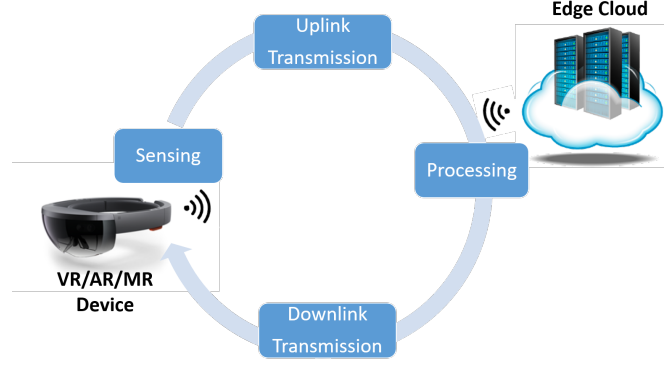 Edge Cloud
Uplink
Transmission
Sensing
Processing
VR/AR/MR
Device
Downlink
Transmission